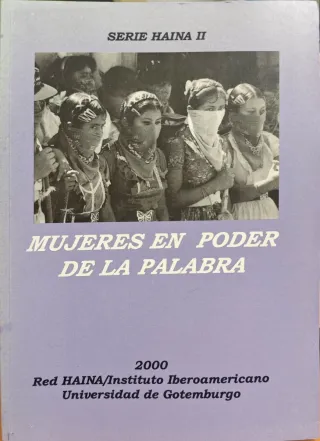 SERIE HAINA II
MUJERES EN PODER
DE LA PALABRA
2000
Red HAINA/Instituto Iberoamericano
Universidad de Gotemburgo